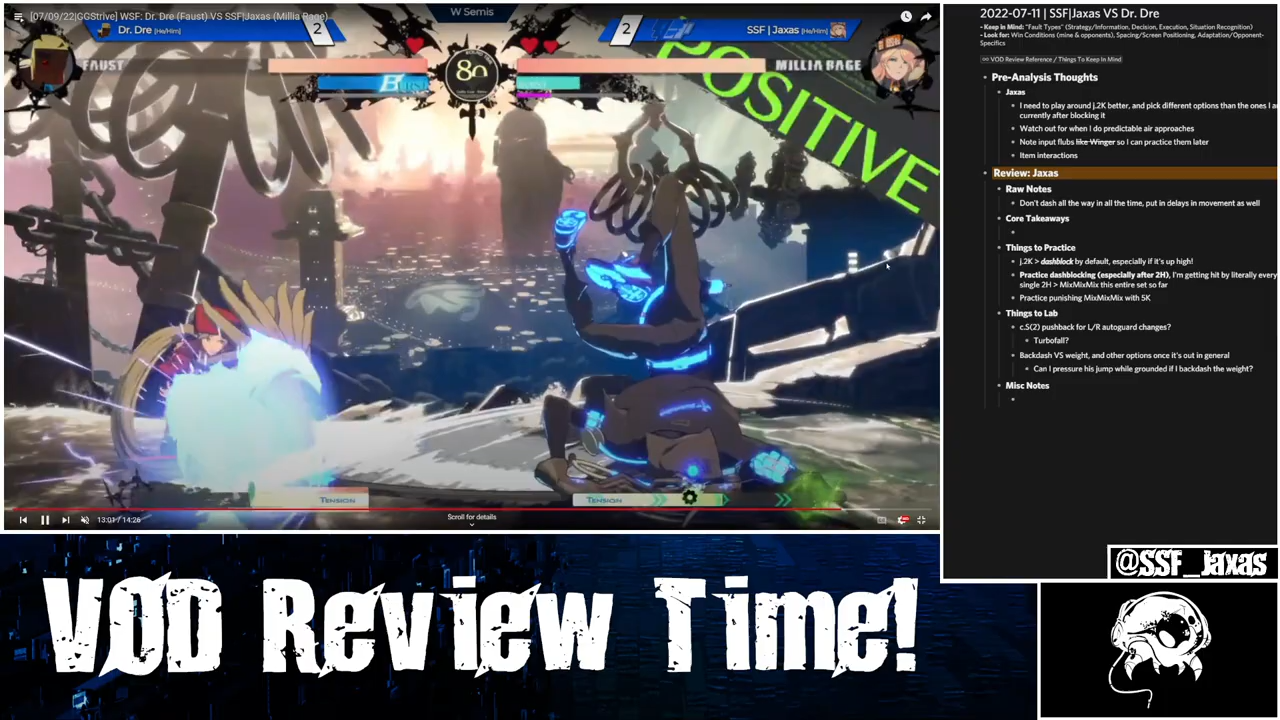 [07/09/22]GGStrive] WSF: Dr. Dre (Faust) VS SSF|Jaxas (Millia Rage)
W Semis
Dr. Dre [He/Him]
2
2
SSF | Jaxas [He/Him]
FAUST
80
MILLIA RAGE
BURST
POSITIVE
TENSION
TENSION
13:01 / 14:26
Scroll for details
2022-07-11 | SSF|Jaxas VS Dr. Dre
- Keep in Mind: "Fault Types" (Strategy/Information, Decision, Execution, Situation Recognition)
- Look for: Win Conditions (mine & opponents), Spacing/Screen Positioning, Adaptation/Opponent-
Specifics
VOD Review Reference / Things To Keep In Mind
Pre-Analysis Thoughts
Jaxas
I need to play around j.2K better, and pick different options than the ones I a
currently after blocking it
Watch out for when I do predictable air approaches
Note input flubs like Winger so I can practice them later
Item interactions
Review: Jaxas
Raw Notes
Don't dash all the way in all the time, put in delays in movement as well
Core Takeaways
Things to Practice
j.2K > dashblock by default, especially if it's up high!
Practice dashblocking (especially after 2H), I'm getting hit by literally every
single 2H > MixMixMix this entire set so far
Practice punishing MixMixMix with 5K
Things to Lab
c.S(2) pushback for L/R autoguard changes?
Turbofall?
Backdash VS weight, and other options once it's out in general
Can I pressure his jump while grounded if I backdash the weight?
Misc Notes
@SSF_Jaxas
VOD Review Time!